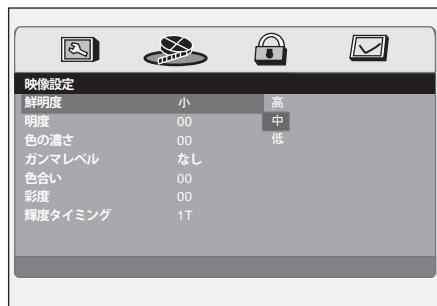 映像設定
鮮明度 小 高
明度 00 中
色の濃さ 00 低
ガンマレベル なし
色合い 00
彩度 00
輝度タイミング 1T